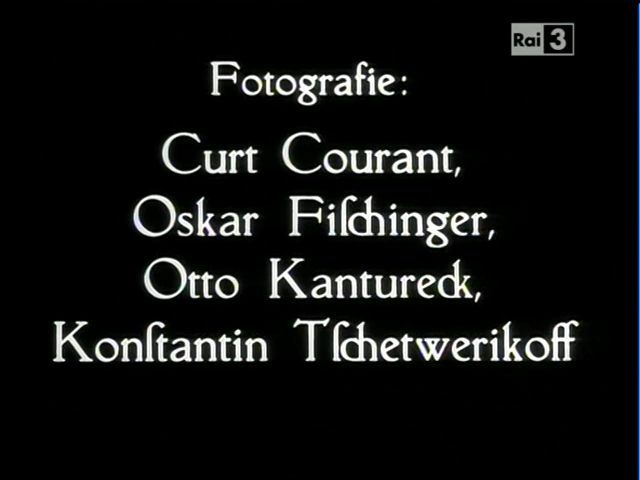 Rai 3
Fotografie:
Curt Courant,
Oskar Fiſchinger,
Otto Kantureck,
Konſtantin Tſchetwerikoff